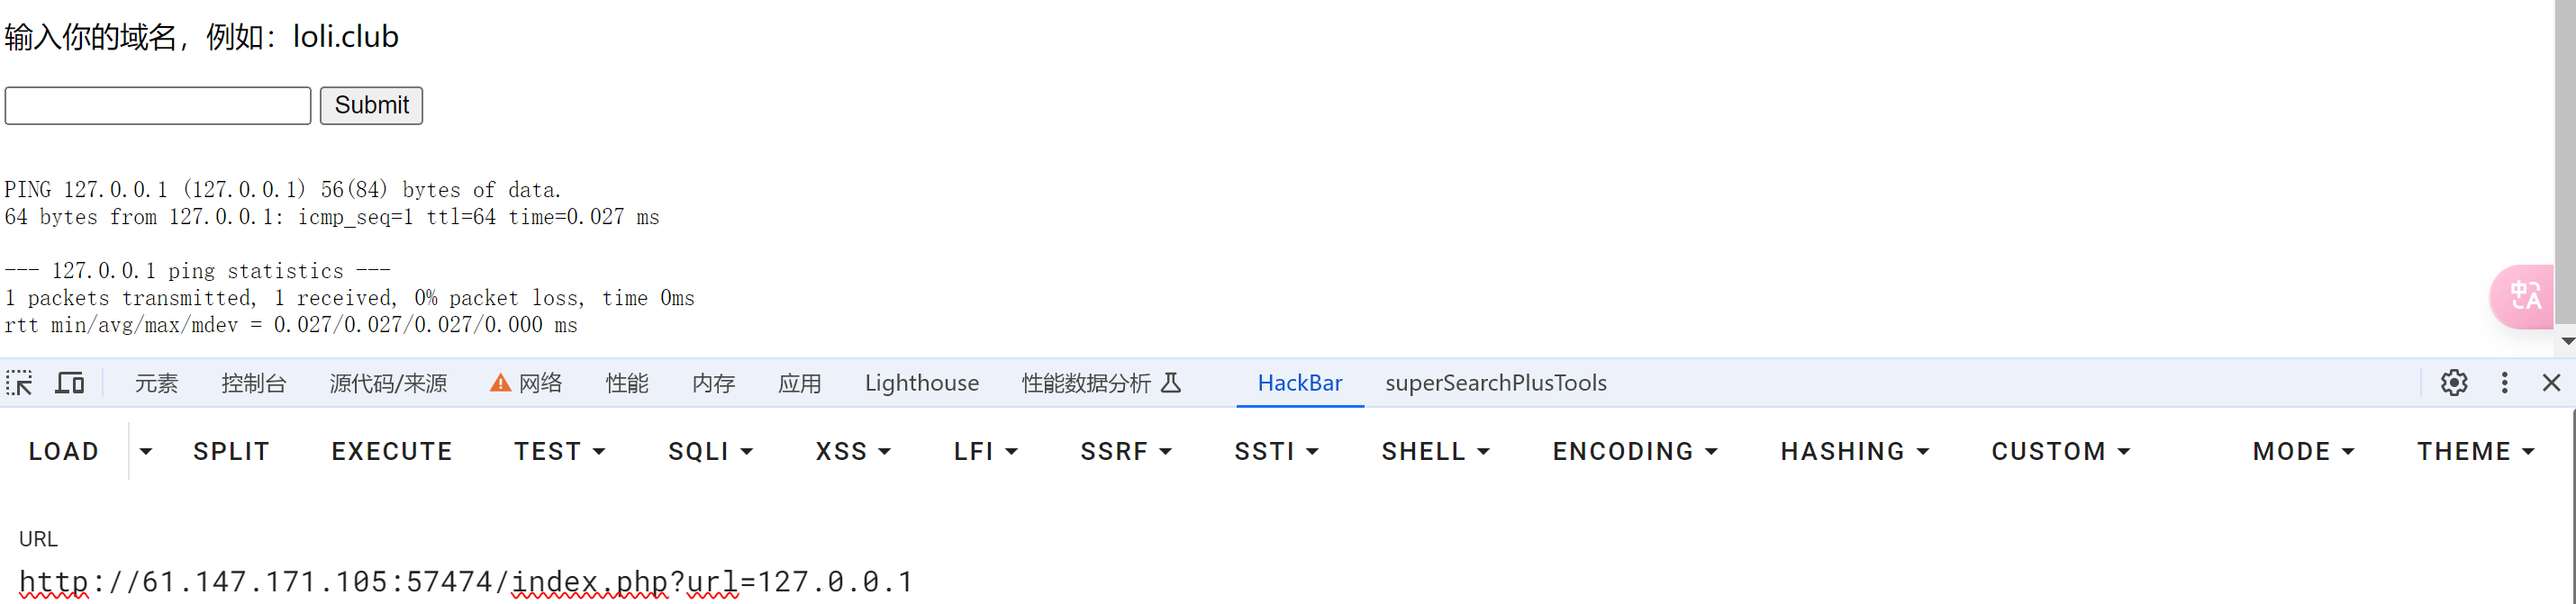 输入你的域名，例如：loli.club
Submit
PING 127.0.0.1 (127.0.0.1) 56(84) bytes of data.
64 bytes from 127.0.0.1: icmp_seq=1 ttl=64 time=0.027 ms
--- 127.0.0.1 ping statistics ---
1 packets transmitted, 1 received, 0% packet loss, time 0ms
rtt min/avg/max/mdev = 0.027/0.027/0.027/0.000 ms
中A
元素 控制台 源代码/来源 网络 性能 内存 应用 Lighthouse 性能数据分析 HackBar superSearchPlusTools
LOAD SPLIT EXECUTE TEST SQLI XSS LFI SSRF SSTI SHELL ENCODING HASHING CUSTOM MODE THEME
URL
http://61.147.171.105:57474/index.php?url=127.0.0.1